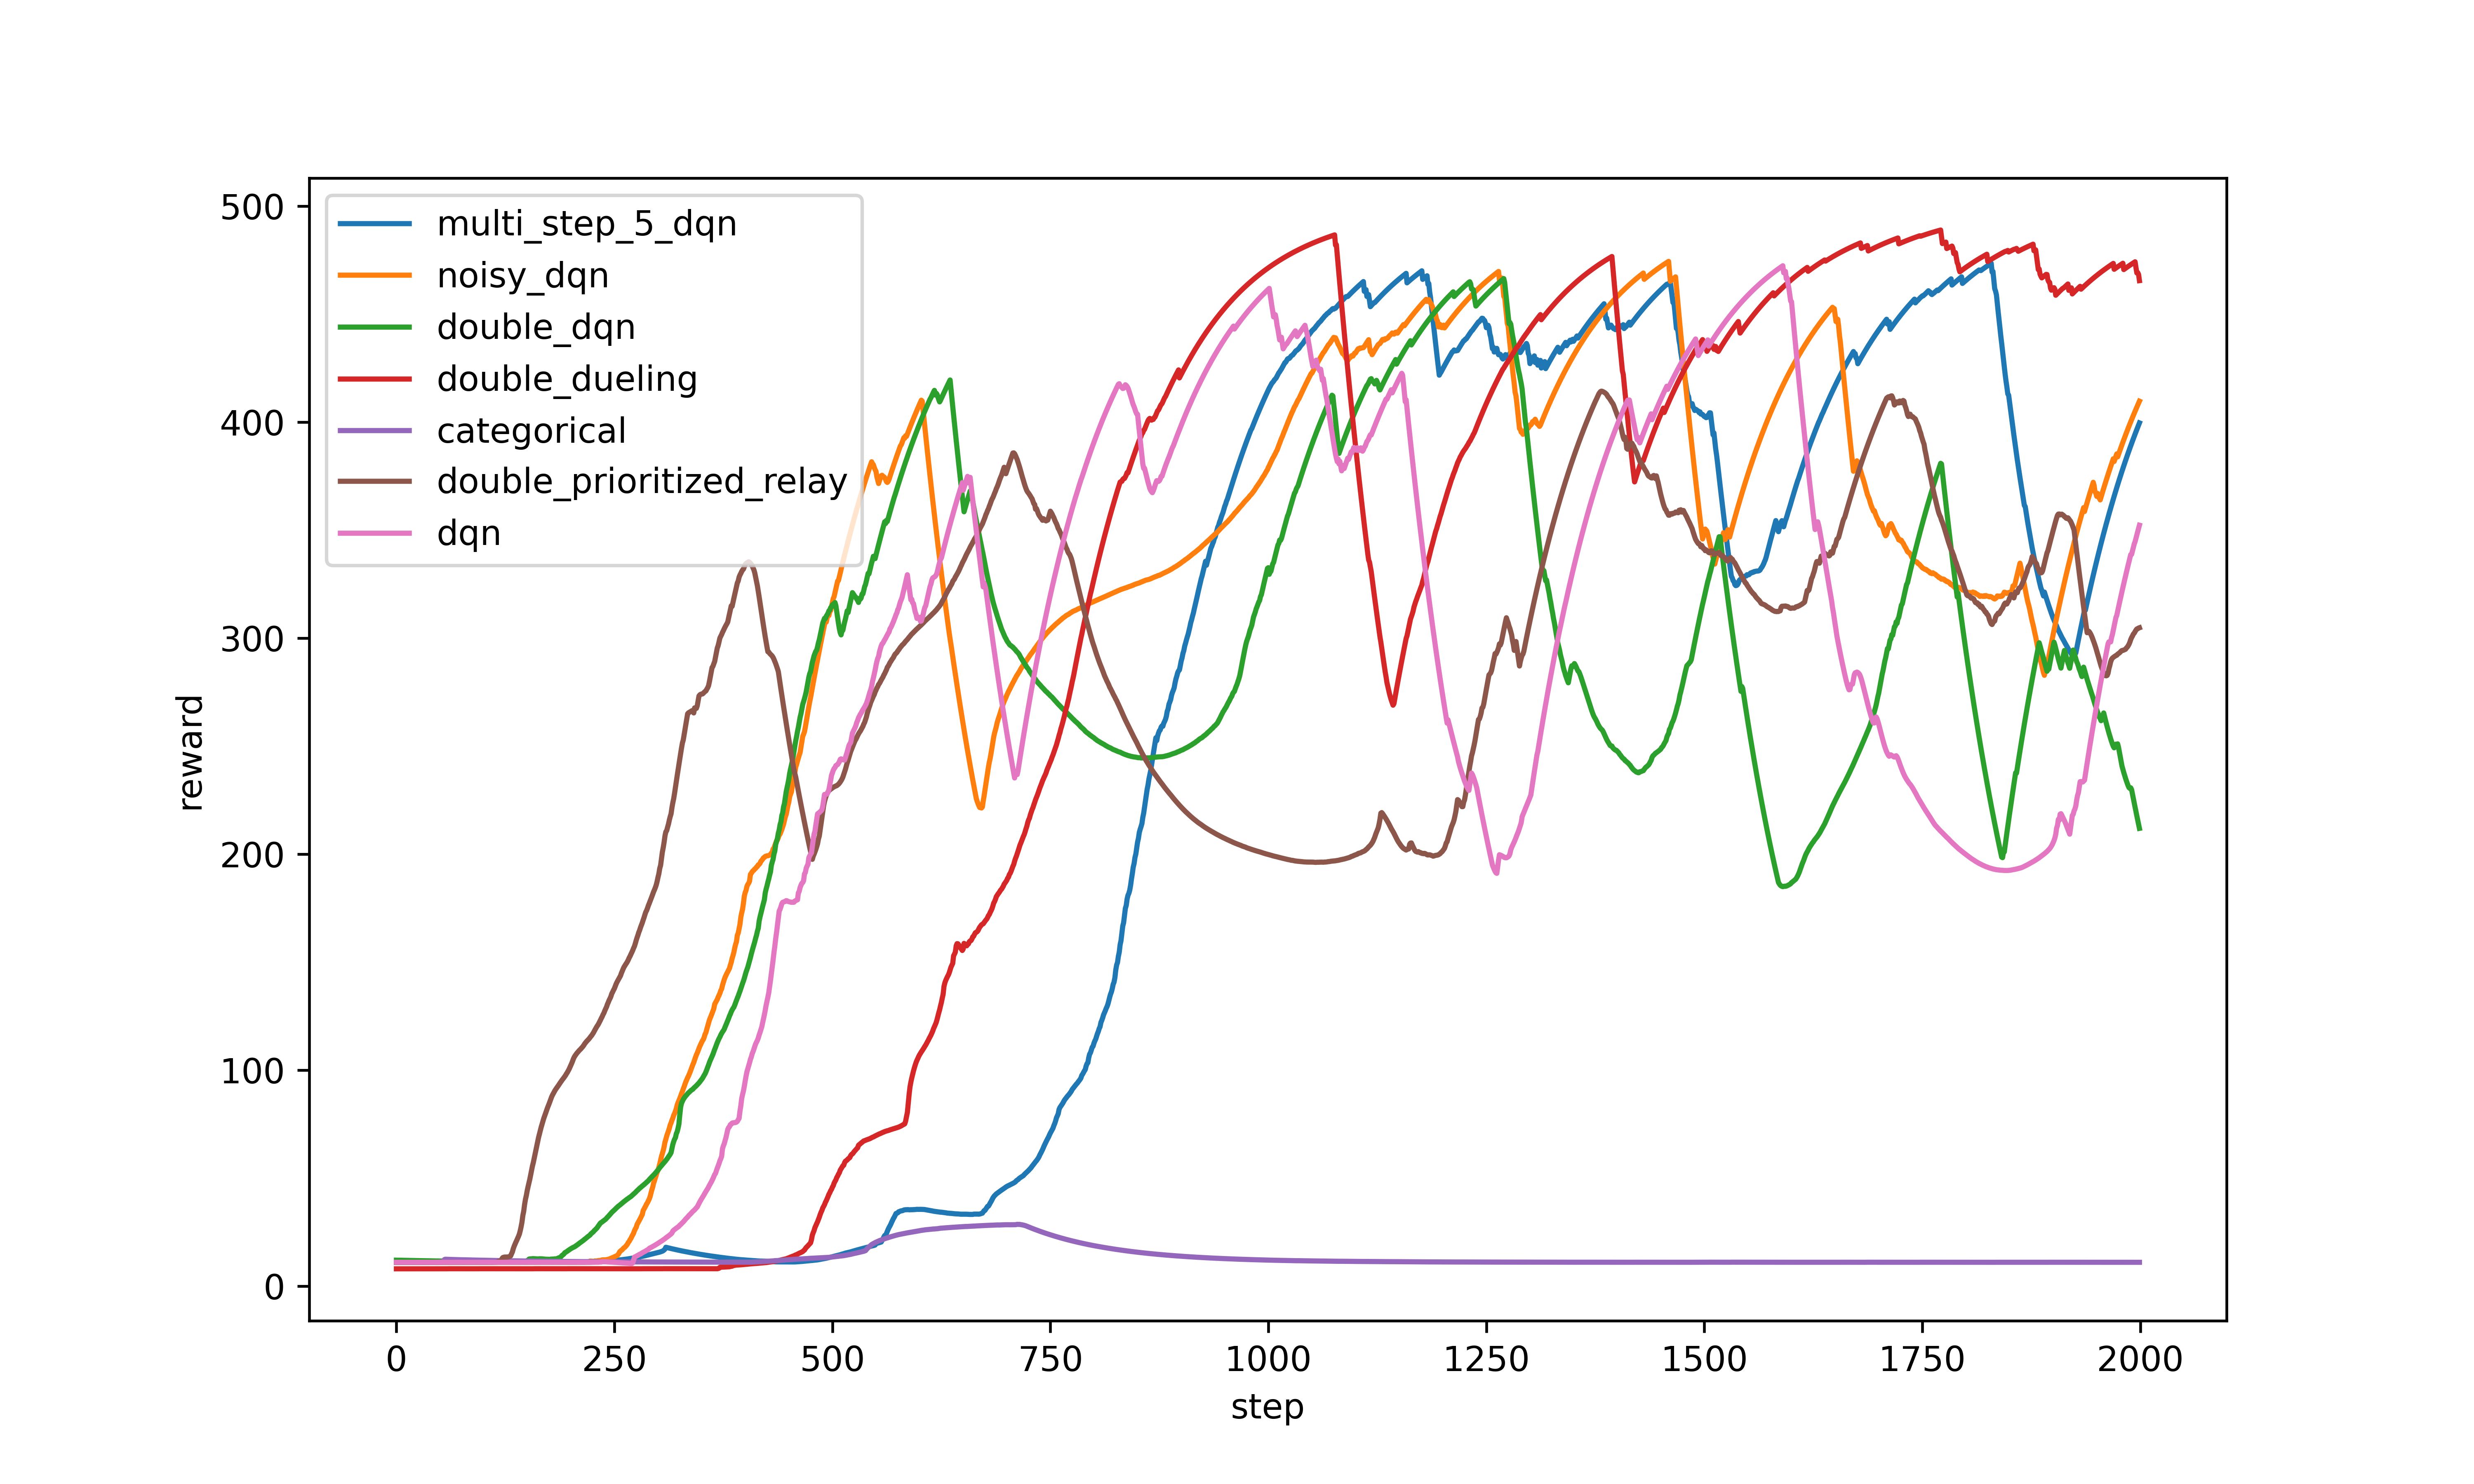 500
400
300
200
100
0
reward
multi_step_5_dqn
noisy_dqn
double_dqn
double_dueling
categorical
double_prioritized_relay
dqn
0 250 500 750 1000 1250 1500 1750 2000
step